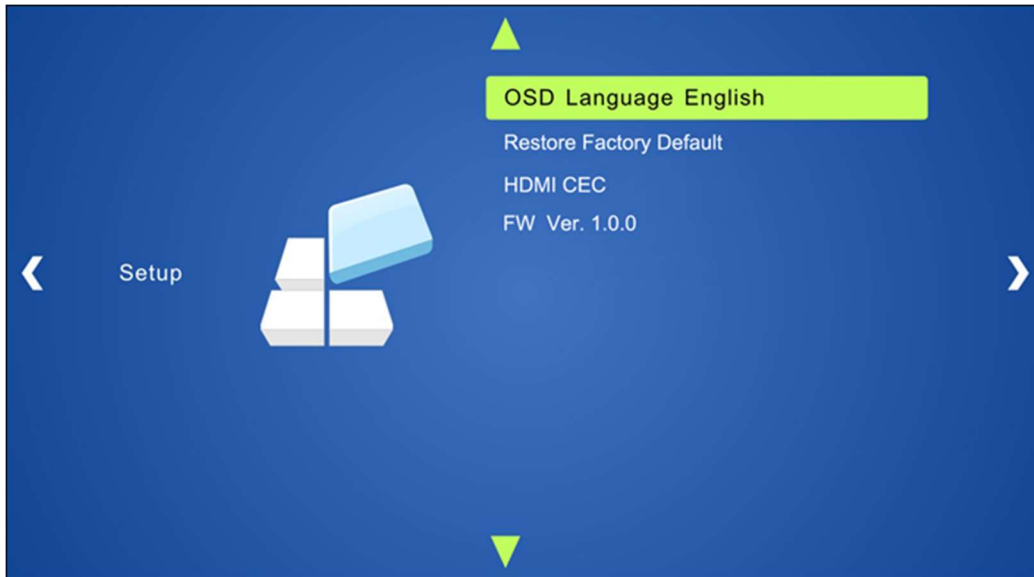 OSD Language English
Restore Factory Default
HDMI CEC
FW Ver. 1.0.0
Setup